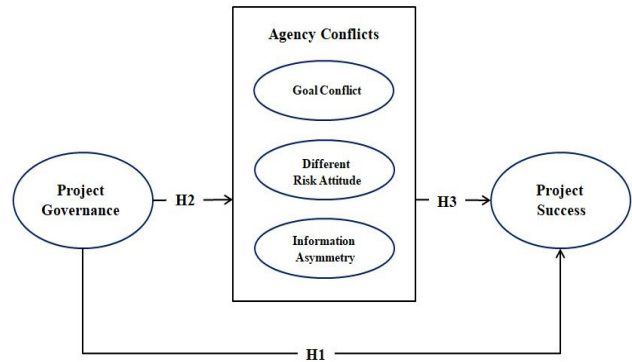 Agency Conflicts
Goal Conflict
Different
Risk Attitude
Information
Asymmetry
Project
Governance
H2
H3
Project
Success
H1